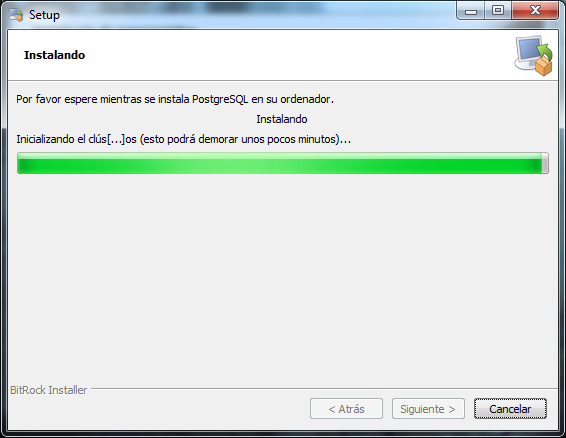 Setup
Instalando
Por favor espere mientras se instala PostgreSQL en su ordenador.
Instalando
Inicializando el clús[...]os (esto podrá demorar unos pocos minutos)...
BitRock Installer
< Atrás
Siguiente >
Cancelar